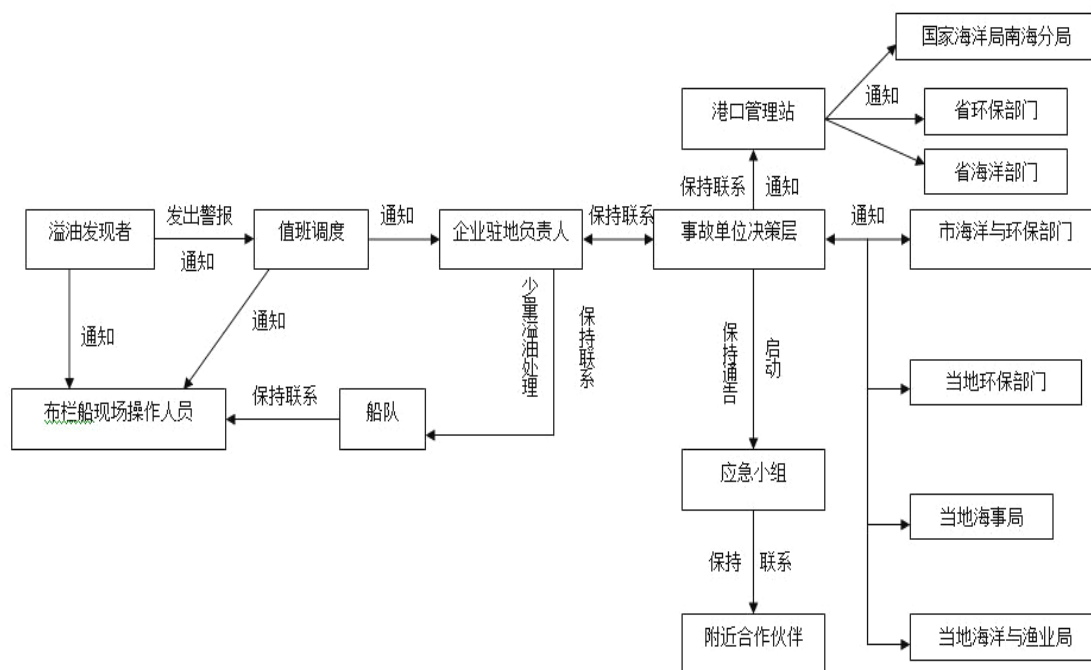 国家海洋局南海分局
港口管理站
通知
省环保部门
省海洋部门
保持联系
通知
溢油发现者
发出警报
通知
值班调度
通知
企业驻地负责人
保持联系
事故单位决策层
通知
市海洋与环保部门
通知
通知
少量溢油处理
保持联系
保持通告
启动
布栏船现场操作人员
保持联系
船队
当地环保部门
应急小组
当地海事局
保持
联系
附近合作伙伴
当地海洋与渔业局